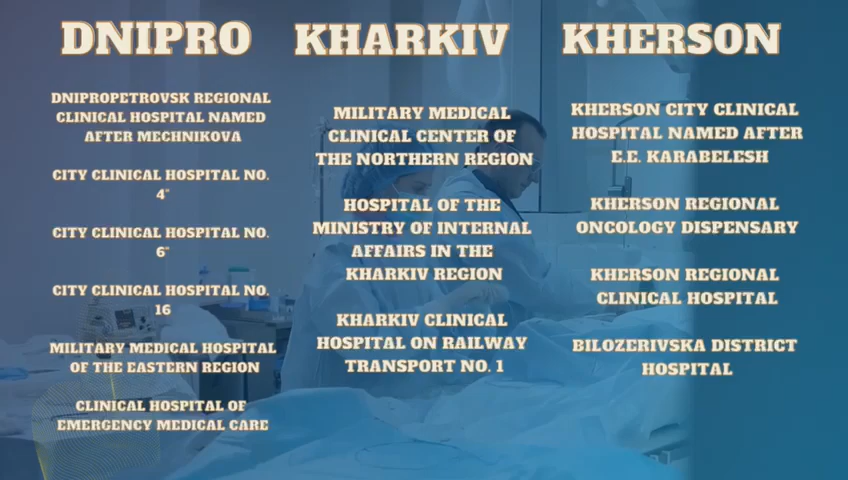 DNIPRO
DNIPROPETROVSK REGIONAL
CLINICAL HOSPITAL NAMED
AFTER MECHNIKOVA
CITY CLINICAL HOSPITAL NO.
4"
CITY CLINICAL HOSPITAL NO.
6"
CITY CLINICAL HOSPITAL NO.
16
MILITARY MEDICAL HOSPITAL
OF THE EASTERN REGION
CLINICAL HOSPITAL OF
EMERGENCY MEDICAL CARE
KHARKIV
MILITARY MEDICAL
CLINICAL CENTER OF
THE NORTHERN REGION
HOSPITAL OF THE
MINISTRY OF INTERNAL
AFFAIRS IN THE
KHARKIV REGION
KHARKIV CLINICAL
HOSPITAL ON RAILWAY
TRANSPORT NO. 1
KHERSON
KHERSON CITY CLINICAL
HOSPITAL NAMED AFTER
E.E. KARABELESH
KHERSON REGIONAL
ONCOLOGY DISPENSARY
KHERSON REGIONAL
CLINICAL HOSPITAL
BILOZERIVSKA DISTRICT
HOSPITAL